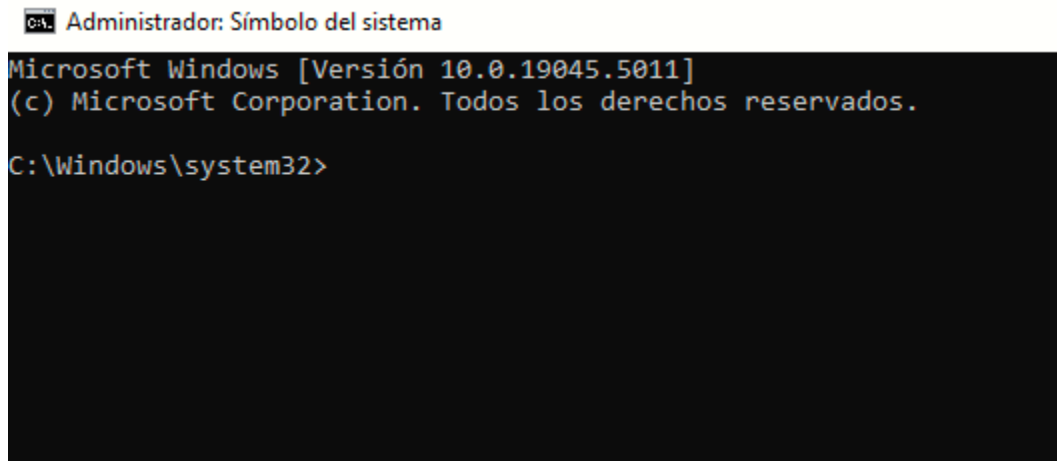 Administrador: Símbolo del sistema
Microsoft Windows [Versión 10.0.19045.5011]
(c) Microsoft Corporation. Todos los derechos reservados.
C:\Windows\system32>